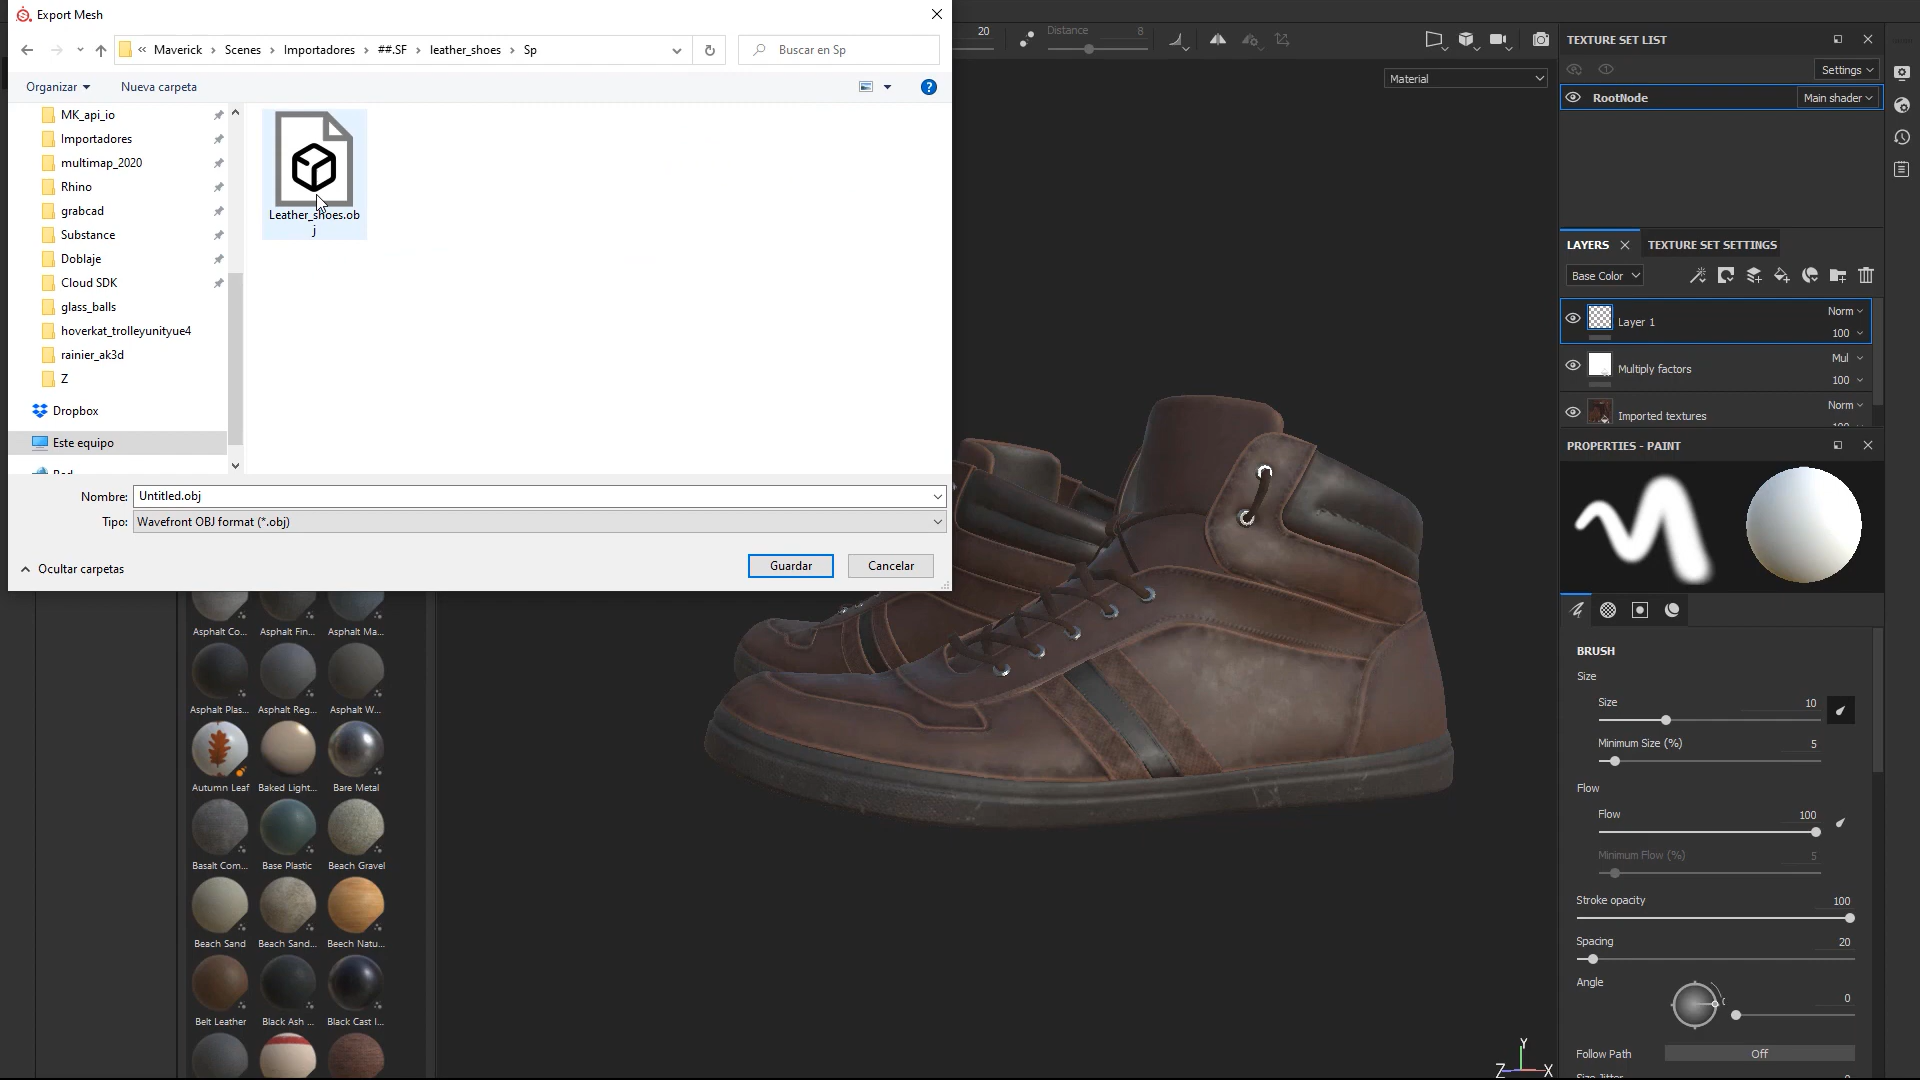 Export Mesh
« Maverick › Scenes › Importadores › ##.SF › leather_shoes › Sp
Buscar en Sp
Organizar
Nueva carpeta
MK_api_io
Importadores
multimap_2020
Rhino
grabcad
Substance
Doblaje
Cloud SDK
glass_balls
hoverkat_trolleyunityue4
rainier_ak3d
Z
Dropbox
Este equipo
Leather_shoes.ob
j
Nombre: Untitled.obj
Tipo: Wavefront OBJ format (*.obj)
Ocultar carpetas
Guardar
Cancelar
20
Distance 8
Material
Asphalt Co...
Asphalt Fin...
Asphalt Ma...
Asphalt Plas...
Asphalt Reg...
Asphalt W...
Autumn Leaf
Baked Light...
Bare Metal
Basalt Com...
Base Plastic
Beach Gravel
Beach Sand
Beach Sand...
Beech Natu...
Belt Leather
Black Ash ...
Black Cast I...
Y
Z
X
TEXTURE SET LIST
Settings
RootNode
Main shader
LAYERS
TEXTURE SET SETTINGS
Base Color
Layer 1
Norm
100
Multiply factors
Mul
100
Imported textures
Norm
PROPERTIES - PAINT
BRUSH
Size
Size 10
Minimum Size (%) 5
Flow
Flow 100
Minimum Flow (%) 5
Stroke opacity 100
Spacing 20
Angle
0
Follow Path Off